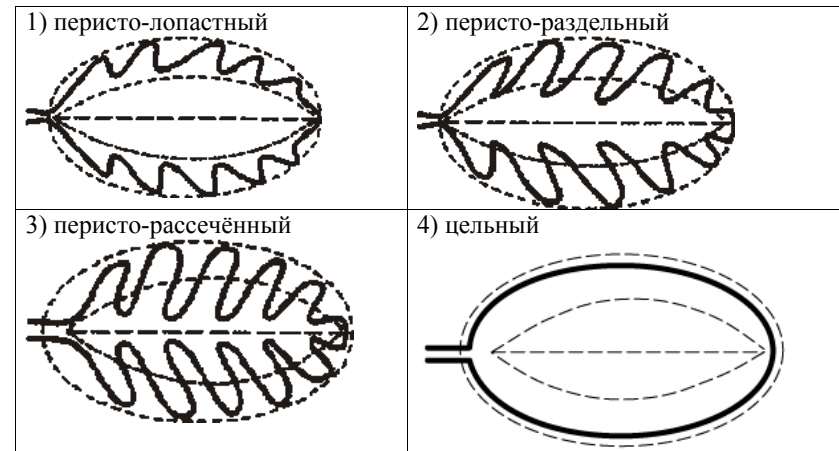 1) перисто-лопастный
2) перисто-раздельный
3) перисто-рассечённый
4) цельный